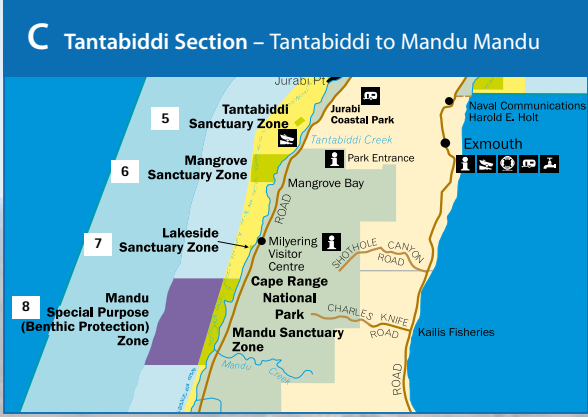 C Tantabiddi Section – Tantabiddi to Mandu Mandu
Jurabi Pt
5
Tantabiddi
Sanctuary Zone
Jurabi
Coastal Park
Naval Communications
Harold E. Holt
Tantabiddi Creek
Exmouth
6
Mangrove
Sanctuary Zone
Park Entrance
Mangrove Bay
ROAD
7
Lakeside
Sanctuary Zone
Milyering
Visitor
Centre
SHOTHOLE CANYON
ROAD
8
Mandu
Special Purpose
(Benthic Protection)
Zone
Cape Range
National
Park
CHARLES KNIFE
ROAD
Mandu Sanctuary
Zone
Kailis Fisheries
Mandu
Creek
ROAD